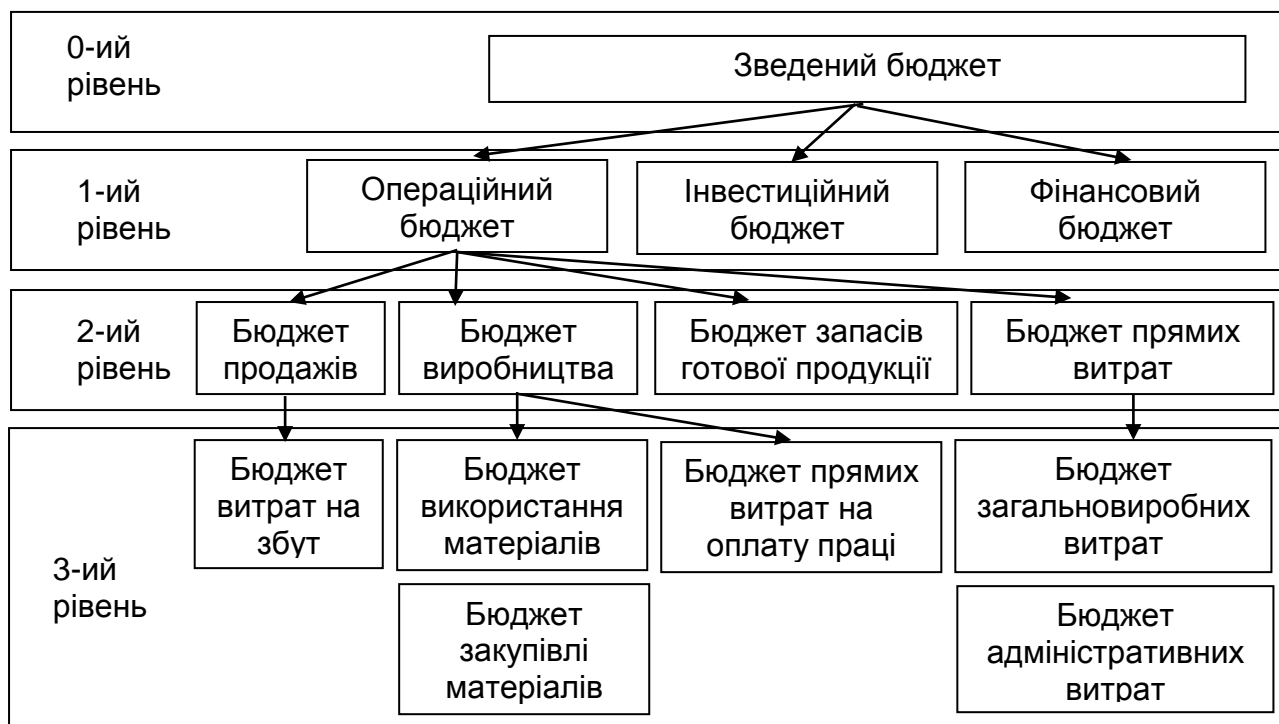 0-ий
рівень
Зведений бюджет
1-ий
рівень
Операційний
бюджет
Інвестиційний
бюджет
Фінансовий
бюджет
2-ий
рівень
Бюджет
продажів
Бюджет
виробництва
Бюджет запасів
готової продукції
Бюджет прямих
витрат
3-ий
рівень
Бюджет
витрат на
збут
Бюджет
використання
матеріалів
Бюджет прямих
витрат на
оплату праці
Бюджет
загальновиробних
витрат
Бюджет
закупівлі
матеріалів
Бюджет
адміністративних
витрат